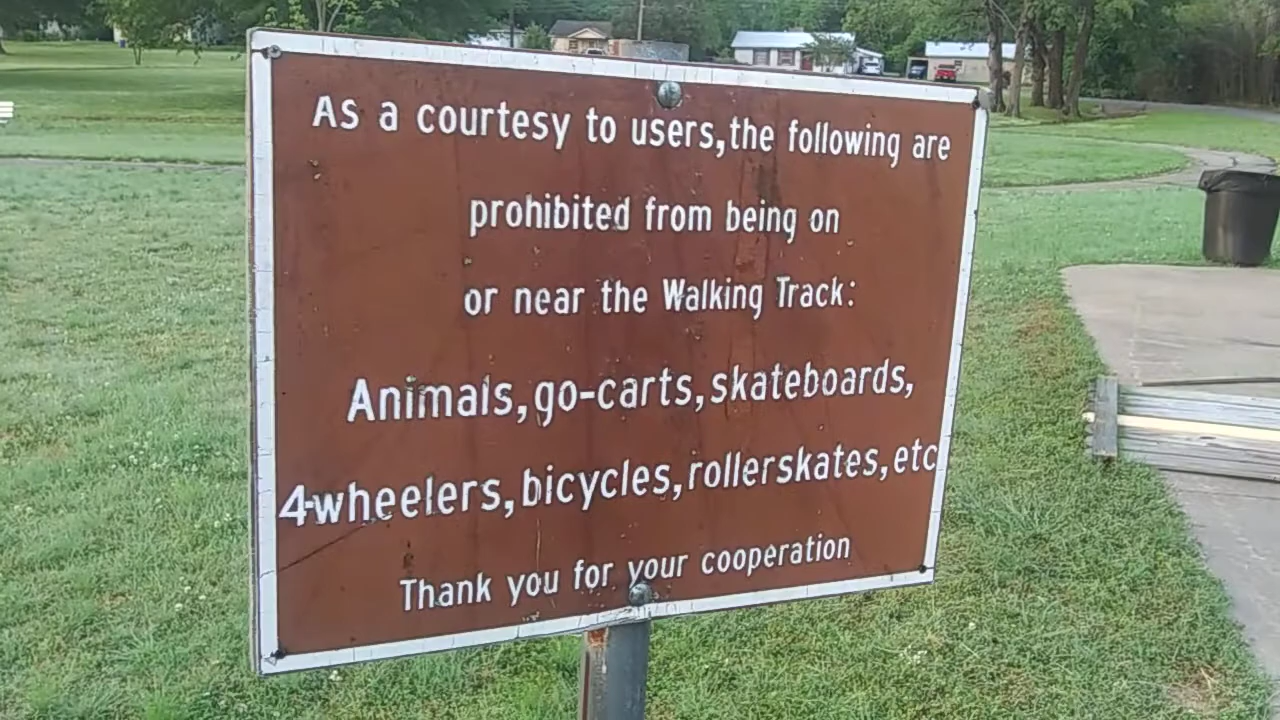 As a courtesy to users, the following are
prohibited from being on
or near the Walking Track:
Animals, go-carts, skateboards,
4-wheelers, bicycles, rollerskates, etc
Thank you for your cooperation